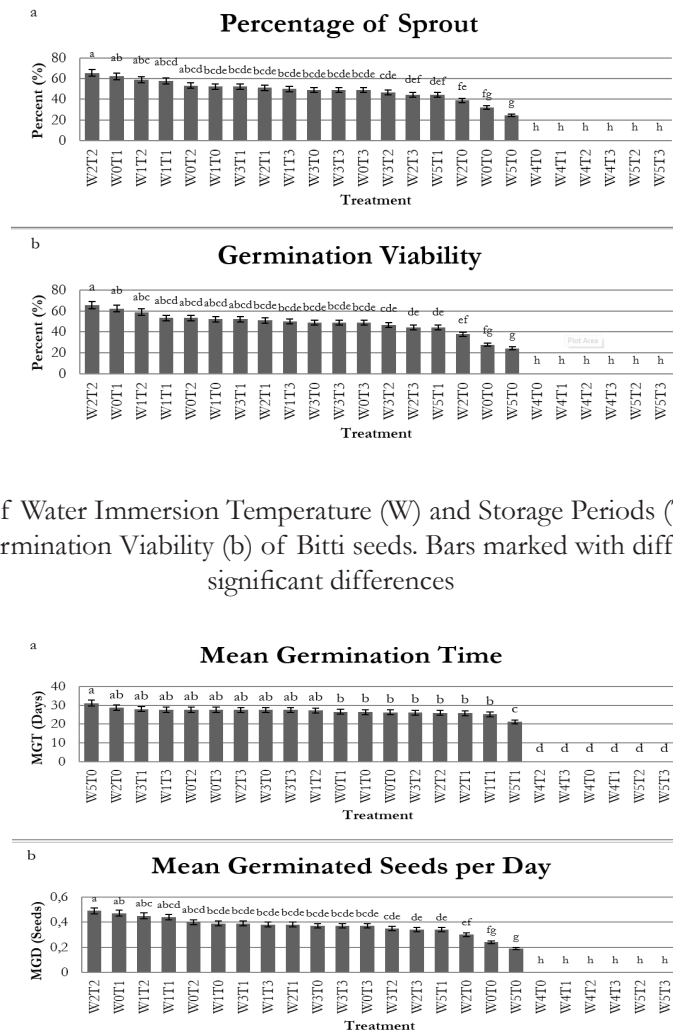 a
Percentage of Sprout
80
60
40
20
0
Percent (%)
a ab abc abcd abcd bcde bcde bcde bcde bcde bcde bcde cde def def fe fg g h h h h h h
W2T2 W0T1 W1T2 W1T1 W0T2 W1T0 W3T1 W2T1 W1T3 W3T0 W3T3 W0T3 W3T2 W2T3 W5T1 W2T0 W0T0 W5T0 W4T0 W4T1 W4T2 W4T3 W5T2 W5T3
Treatment
b
Germination Viability
80
60
40
20
0
Percent (%)
a ab abc abcd abcd abcd abcd bcde bcde bcde bcde bcde cde de de ef fg g h h h h h h
Plot Area
W2T2 W0T1 W1T2 W1T1 W0T2 W1T0 W3T1 W2T1 W1T3 W3T0 W3T3 W0T3 W3T2 W2T3 W5T1 W2T0 W0T0 W5T0 W4T0 W4T1 W4T2 W4T3 W5T2 W5T3
Treatment
f Water Immersion Temperature (W) and Storage Periods (
rmination Viability (b) of Bitti seeds. Bars marked with diff
significant differences
a
Mean Germination Time
40
30
20
10
0
MGT (Days)
a ab ab ab ab ab ab ab ab ab b b b b b b b c d d d d d d
W5T0 W2T0 W3T1 W1T3 W0T2 W0T0 W2T3 W3T0 W3T3 W1T2 W0T1 W1T0 W0T3 W3T2 W2T2 W2T1 W1T1 W5T1 W4T2 W4T3 W4T0 W4T1 W5T2 W5T3
Treatment
b
Mean Germinated Seeds per Day
0,6
0,4
0,2
0
MGD (Seeds)
a ab abc abcd abcd bcde bcde bcde bcde bcde bcde bcde cde de de ef fg g h h h h h h
W2T2 W0T1 W1T2 W1T1 W0T2 W1T0 W3T1 W1T3 W2T1 W3T0 W3T3 W0T3 W3,T2 W2T3 W5T1 W2T0 W0T0 W5T0 W4T0 W4T1 W4T2 W4T3 W5T2 W5T3
Treatment